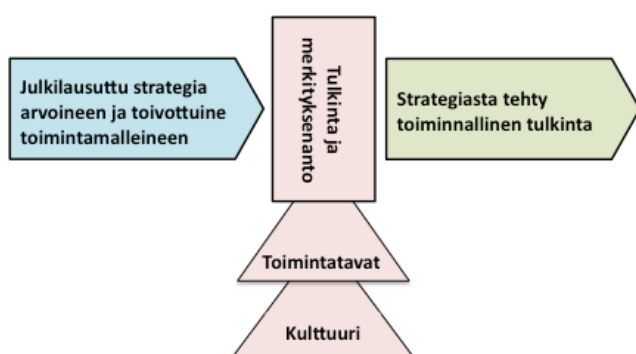 Julkilausuttu strategia
arvoineen ja toivottuine
toimintamalleineen
Tulkinta ja
merkityksenanto
Strategiasta tehty
toiminnallinen tulkinta
Toimintatavat
Kulttuuri